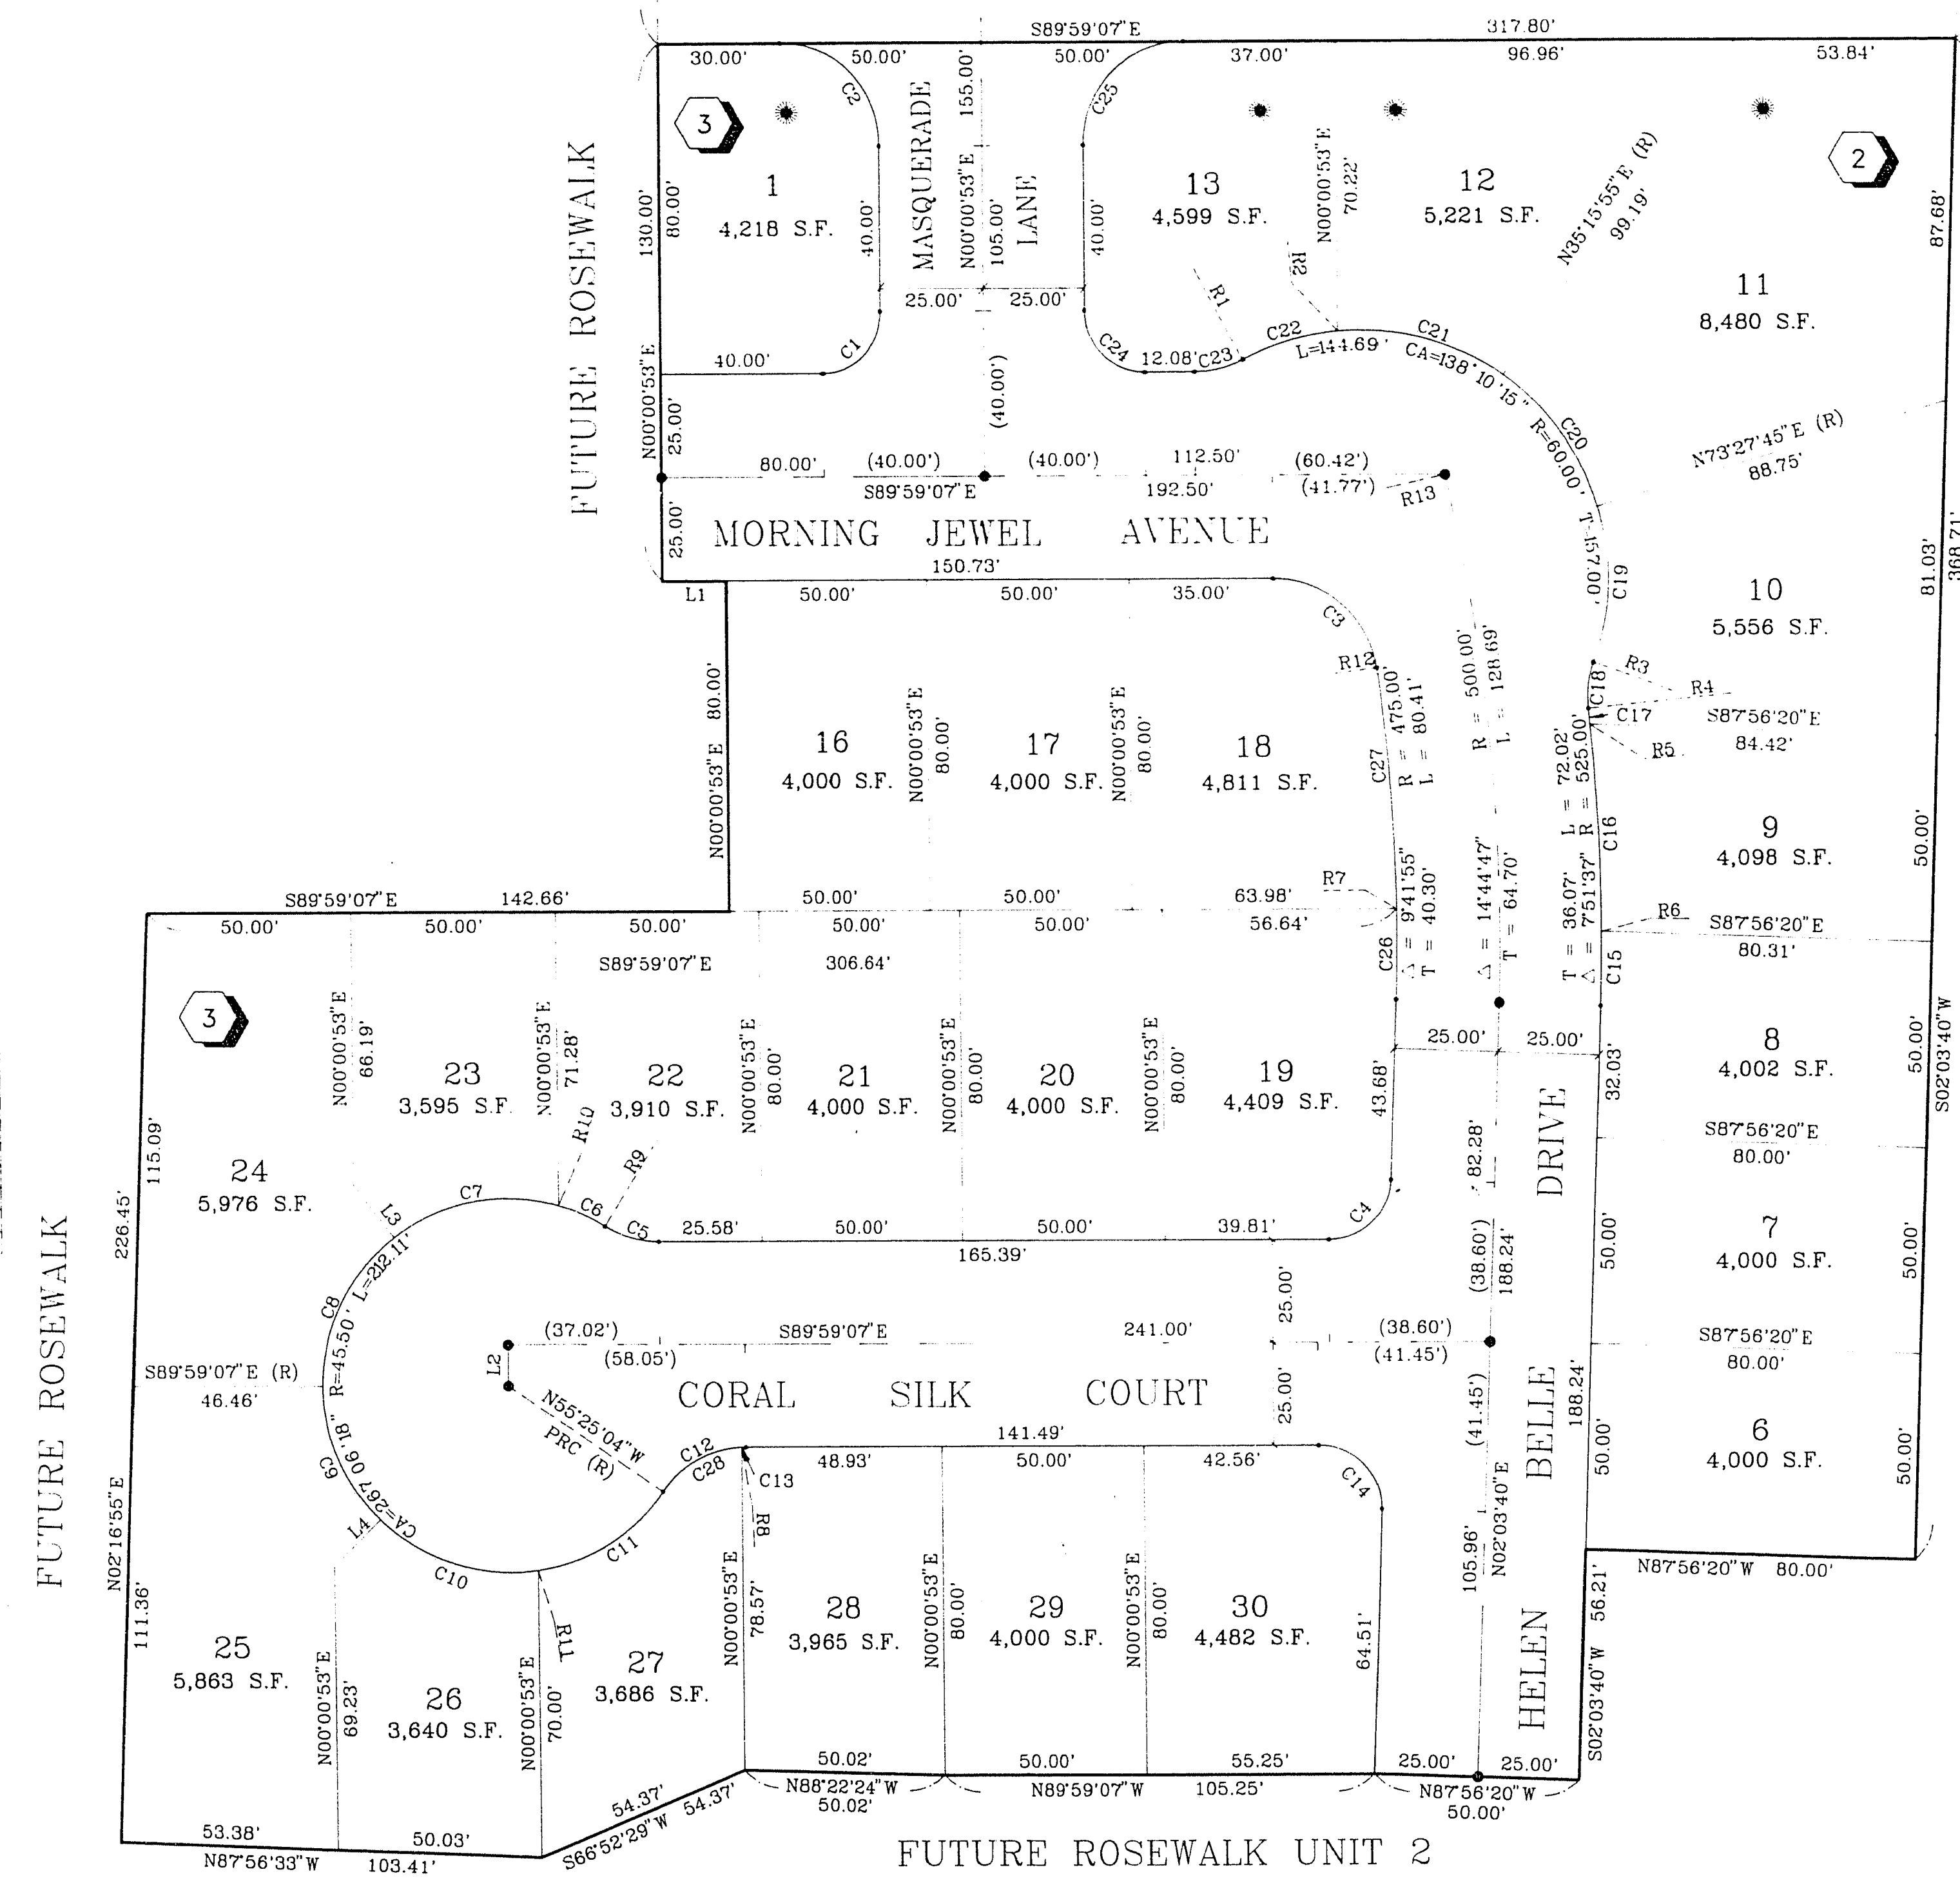 S89°59'07"E
317.80'
30.00'
50.00'
50.00'
37.00'
96.96'
53.84'
3
C2
MASQUERADE
LANE
155.00'
N00°00'53"E
105.00'
C25
2
FUTURE ROSEWALK
130.00'
80.00'
1
4,218 S.F.
40.00'
25.00'
25.00'
40.00'
13
4,599 S.F.
N00°00'53"E
70.22'
R2
R1
12
5,221 S.F.
N35°15'55"E (R)
99.19'
11
8,480 S.F.
87.68'
N00°00'53"E
25.00'
40.00'
C1
(40.00')
C24
12.08'
C23
C22
C21
L=144.69'
CA=138°10'15"
R=60.00'
T=157.00'
C20
N73°27'45"E (R)
88.75'
80.00'
(40.00')
(40.00')
112.50'
(60.42')
S89°59'07"E
192.50'
(41.77')
R13
25.00'
MORNING JEWEL AVENUE
150.73'
L1
50.00'
50.00'
35.00'
C3
R12
C19
10
5,556 S.F.
81.03'
368.71'
R3
R4
C18
C17
S87°56'20"E
84.42'
R5
N00°00'53"E 80.00'
16
4,000 S.F.
N00°00'53"E
80.00'
17
4,000 S.F.
N00°00'53"E
80.00'
18
4,811 S.F.
C27
R = 475.00'
L = 80.41'
R = 500.00'
L = 128.69'
L = 72.02'
R = 525.00'
C16
9
4,098 S.F.
50.00'
Δ = 9°41'55"
T = 40.30'
Δ = 14°44'47"
T = 64.70'
T = 36.07'
Δ = 7°51'37"
R7
R6
S87°56'20"E
80.31'
S89°59'07"E
142.66'
50.00'
50.00'
63.98'
50.00'
50.00'
50.00'
50.00'
50.00'
56.64'
S89°59'07"E
306.64'
C26
C15
3
N00°00'53"E
66.19'
23
3,595 S.F.
N00°00'53"E
71.28'
22
3,910 S.F.
N00°00'53"E
80.00'
21
4,000 S.F.
N00°00'53"E
80.00'
20
4,000 S.F.
N00°00'53"E
80.00'
19
4,409 S.F.
43.68'
25.00'
25.00'
32.03'
8
4,002 S.F.
50.00'
S02°03'40"W
S87°56'20"E
80.00'
R10
R9
115.09'
24
5,976 S.F.
226.45'
L3
C7
C6
C5
25.58'
50.00'
50.00'
39.81'
C4
165.39'
82.28'
DRIVE
7
4,000 S.F.
50.00'
50.00'
FUTURE ROSEWALK
C8
L=212.11'
R=45.50'
CA=267°06'18"
25.00'
(38.60')
188.24'
(37.02')
S89°59'07"E
241.00'
(38.60')
(58.05')
(41.45')
S87°56'20"E
80.00'
L2
S89°59'07"E (R)
46.46'
N55°25'04"W
PRC (R)
CORAL SILK COURT
25.00'
(41.45')
BELLE
188.24'
6
4,000 S.F.
50.00'
50.00'
C9
L4
C12
C28
C13
141.49'
48.93'
50.00'
42.56'
C14
R8
C11
C10
R11
N02°16'55"E
111.36'
25
5,863 S.F.
N00°00'53"E
69.23'
26
3,640 S.F.
N00°00'53"E
70.00'
27
3,686 S.F.
N00°00'53"E
78.57'
28
3,965 S.F.
N00°00'53"E
80.00'
29
4,000 S.F.
N00°00'53"E
80.00'
30
4,482 S.F.
64.51'
105.96'
N02°03'40"E
HELEN
S02°03'40"W 56.21'
N87°56'20"W 80.00'
53.38'
50.03'
N87°56'33"W 103.41'
54.37'
S66°52'29"W 54.37'
50.02'
N88°22'24"W
50.02'
50.00'
55.25'
N89°59'07"W 105.25'
25.00'
25.00'
N87°56'20"W
50.00'
FUTURE ROSEWALK UNIT 2